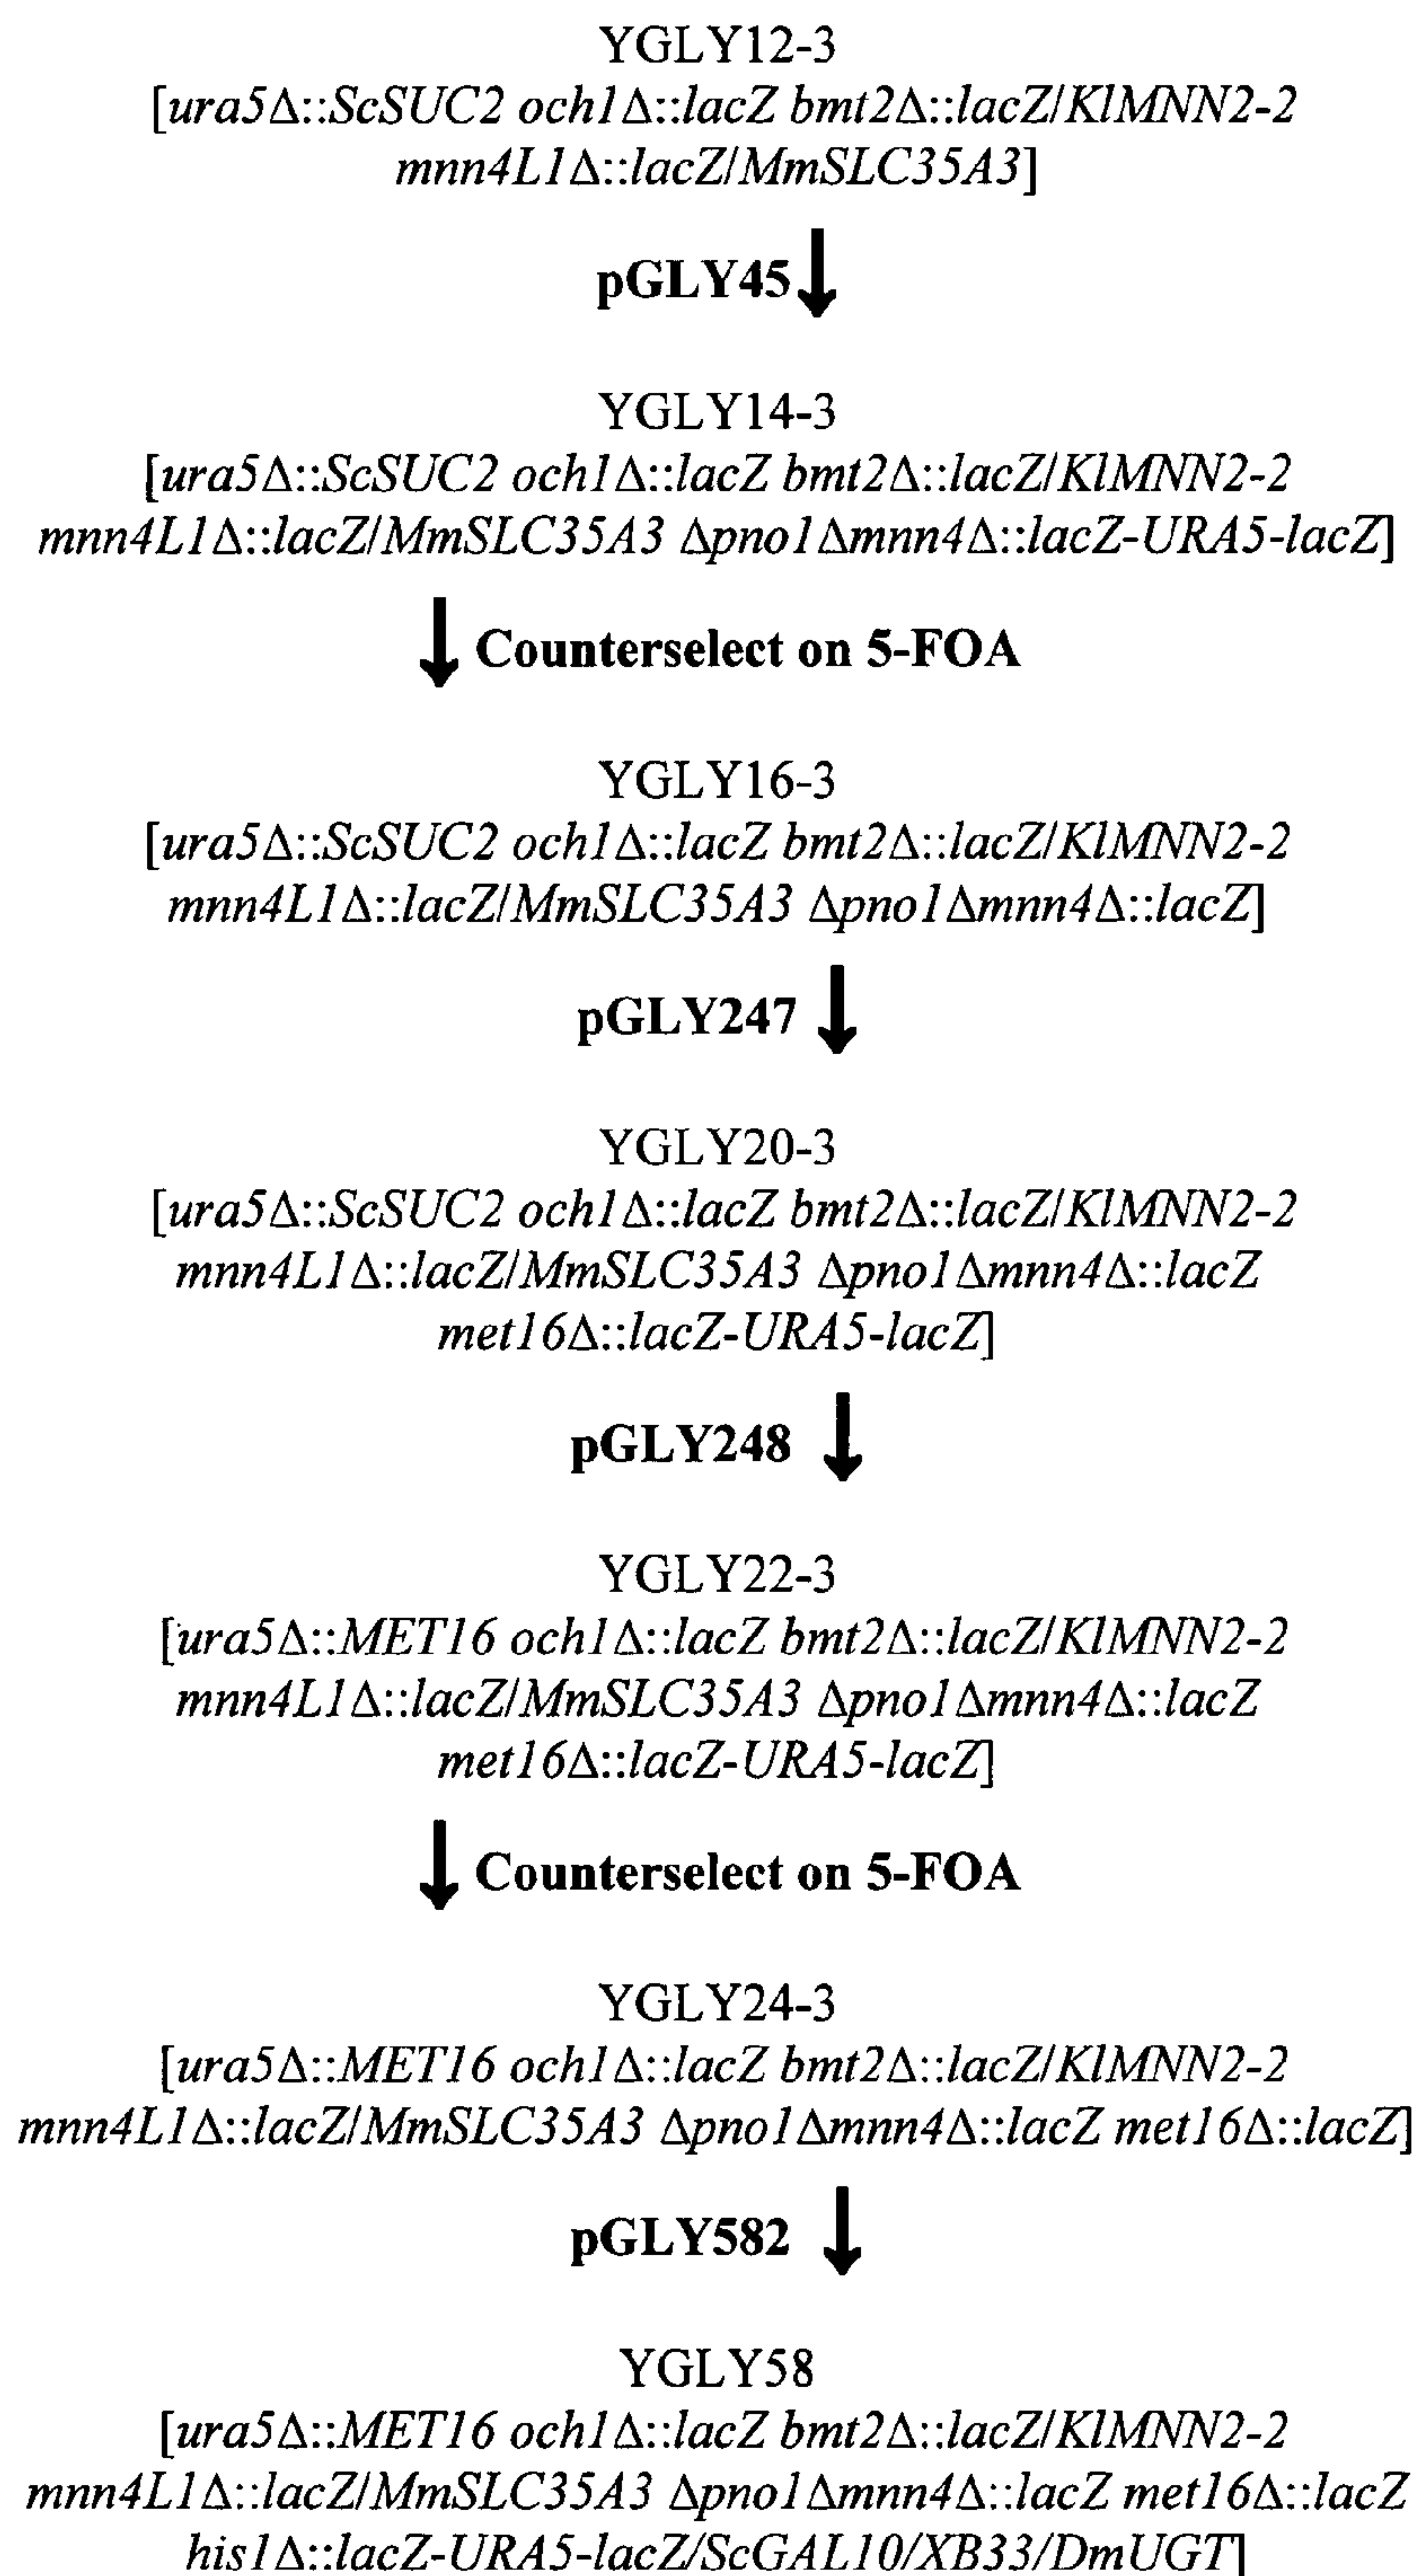 YGLY12-3
[ura5Δ::ScSUC2 och1Δ::lacZ bmt2Δ::lacZ/KlMNN2-2
mnn4L1Δ::lacZ/MmSLC35A3]
pGLY45
YGLY14-3
[ura5Δ::ScSUC2 och1Δ::lacZ bmt2Δ::lacZ/KlMNN2-2
mnn4L1Δ::lacZ/MmSLC35A3 Δpno1Δmnn4Δ::lacZ-URA5-lacZ]
Counterselect on 5-FOA
YGLY16-3
[ura5Δ::ScSUC2 och1Δ::lacZ bmt2Δ::lacZ/KlMNN2-2
mnn4L1Δ::lacZ/MmSLC35A3 Δpno1Δmnn4Δ::lacZ]
pGLY247
YGLY20-3
[ura5Δ::ScSUC2 och1Δ::lacZ bmt2Δ::lacZ/KlMNN2-2
mnn4L1Δ::lacZ/MmSLC35A3 Δpno1Δmnn4Δ::lacZ
met16Δ::lacZ-URA5-lacZ]
pGLY248
YGLY22-3
[ura5Δ::MET16 och1Δ::lacZ bmt2Δ::lacZ/KlMNN2-2
mnn4L1Δ::lacZ/MmSLC35A3 Δpno1Δmnn4Δ::lacZ
met16Δ::lacZ-URA5-lacZ]
Counterselect on 5-FOA
YGLY24-3
[ura5Δ::MET16 och1Δ::lacZ bmt2Δ::lacZ/KlMNN2-2
mnn4L1Δ::lacZ/MmSLC35A3 Δpno1Δmnn4Δ::lacZ met16Δ::lacZ]
pGLY582
YGLY58
[ura5Δ::MET16 och1Δ::lacZ bmt2Δ::lacZ/KlMNN2-2
mnn4L1Δ::lacZ/MmSLC35A3 Δpno1Δmnn4Δ::lacZ met16Δ::lacZ
his1Δ::lacZ-URA5-lacZ/ScGAL10/XB33/DmUGT]